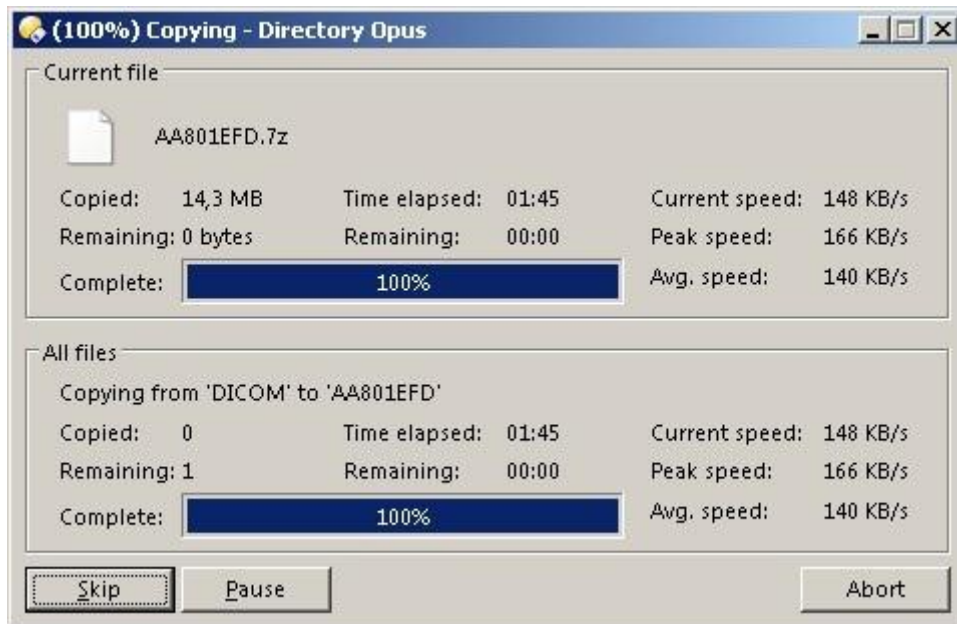 (100%) Copying - Directory Opus
Current file
AA801EFD.7z
Copied: 14,3 MB Time elapsed: 01:45 Current speed: 148 KB/s
Remaining: 0 bytes Remaining: 00:00 Peak speed: 166 KB/s
Complete: 100% Avg. speed: 140 KB/s
All files
Copying from 'DICOM' to 'AA801EFD'
Copied: 0 Time elapsed: 01:45 Current speed: 148 KB/s
Remaining: 1 Remaining: 00:00 Peak speed: 166 KB/s
Complete: 100% Avg. speed: 140 KB/s
Skip Pause Abort